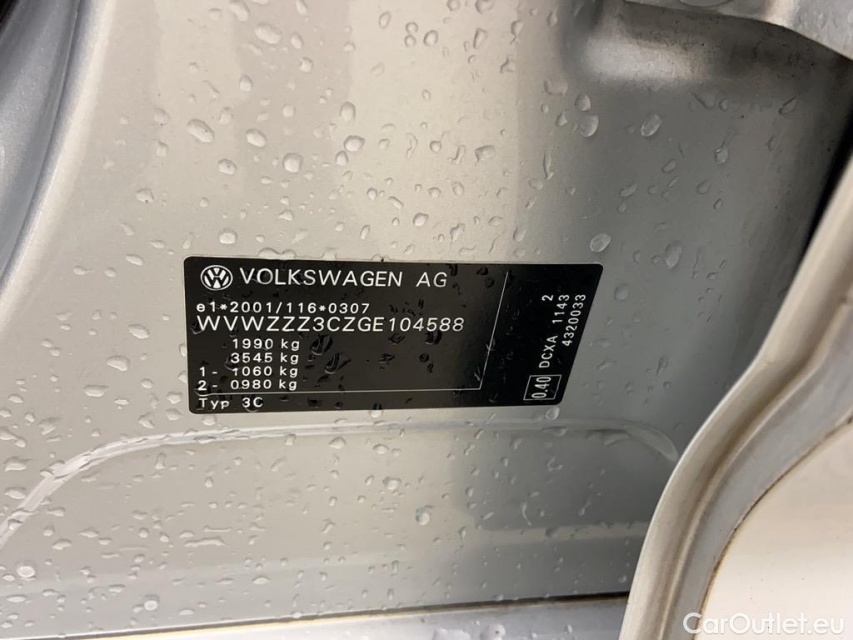 VOLKSWAGEN AG
e1*2001/116*0307
WVWZZZ3CZGE104588
1990 kg
3545 kg
1 - 1060 kg
2 - 0980 kg
Typ 3C
0.40
DCXA 1143 2
4320033
CarOutlet.eu